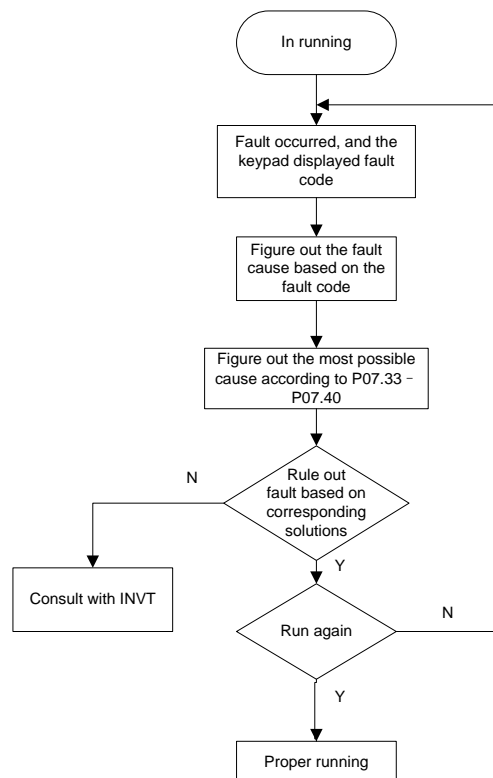 In running
Fault occurred, and the
keypad displayed fault
code
Figure out the fault
cause based on the
fault code
Figure out the most possible
cause according to P07.33 -
P07.40
N
Rule out
fault based on
corresponding
solutions
Y
Consult with INVT
Run again
N
Y
Proper running